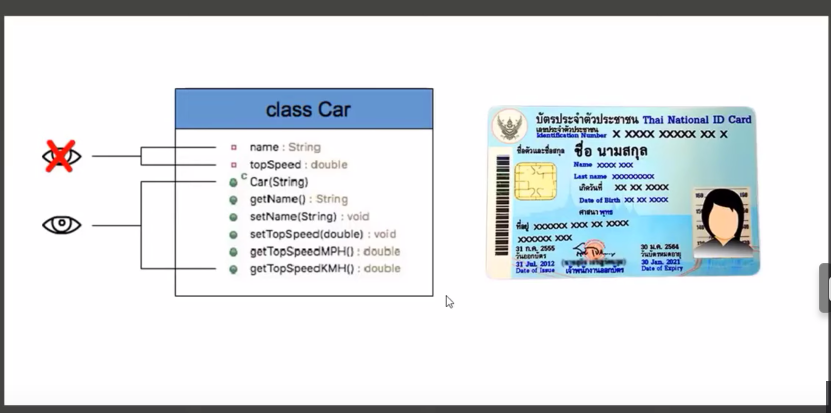 class Car
name : String
topSpeed : double
C Car(String)
getName() : String
setName(String) : void
setTopSpeed(double) : void
getTopSpeedMPH() : double
getTopSpeedKMH() : double
บัตรประจำตัวประชาชน Thai National ID Card
เลขประจำตัวประชาชน
Identification Number X XXXX XXXXX XX X
ชื่อตัวและชื่อสกุล ชื่อ นามสกุล
Name XXXX XXX
Last name XXXXXXXXX
เกิดวันที่ XX XX XXXX
Date of Birth XX XX XXXX
ศาสนา พุทธ
ที่อยู่ XXXXXXX XXX XX XXXX
XXXXXXX XXX
31 ก.ค. 2555
วันออกบัตร
31 Jul. 2012
Date of Issue
เจ้าพนักงานออกบัตร
30 ม.ค. 2564
วันบัตรหมดอายุ
30 Jan. 2021
Date of Expiry